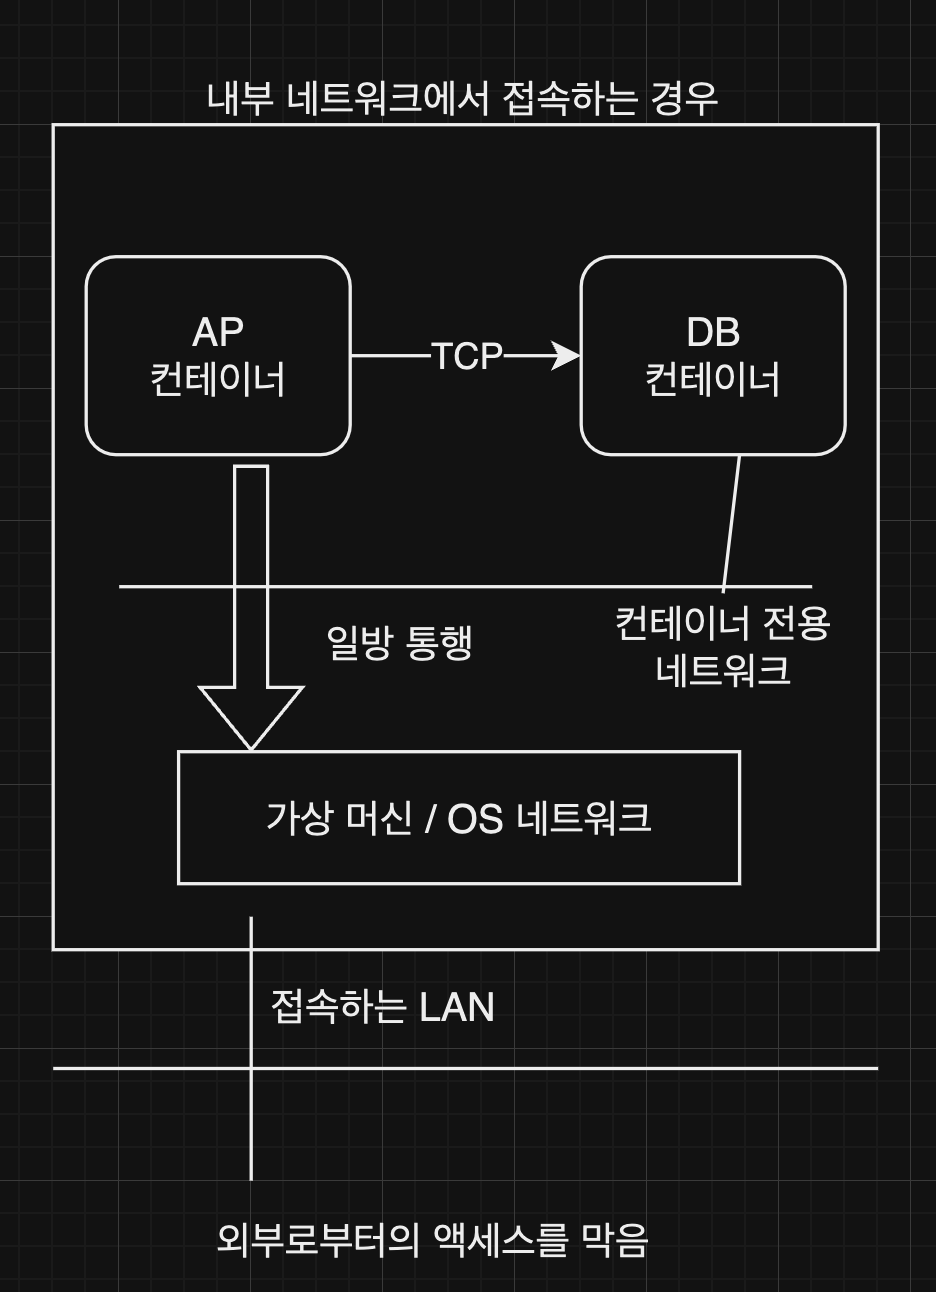 내부 네트워크에서 접속하는 경우
AP
컨테이너
TCP
DB
컨테이너
일방 통행
컨테이너 전용
네트워크
가상 머신 / OS 네트워크
접속하는 LAN
외부로부터의 액세스를 막음